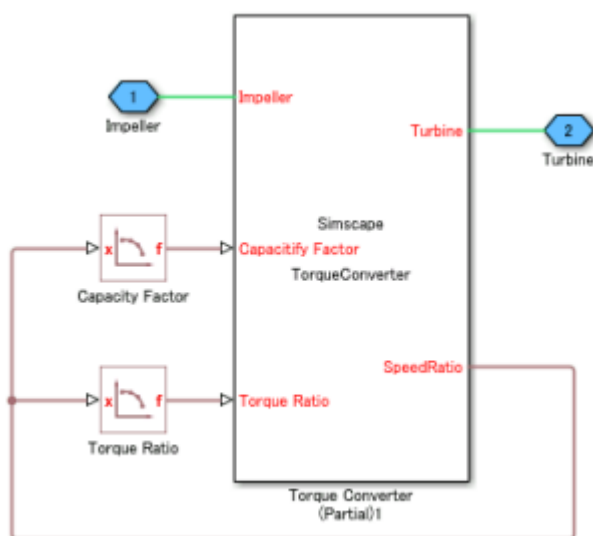 1
Impeller
Impeller
Turbine
2
Turbine
Simscape
TorqueConverter
x f
Capacitify Factor
Capacity Factor
SpeedRatio
x f
Torque Ratio
Torque Ratio
Torque Converter
(Partial)1